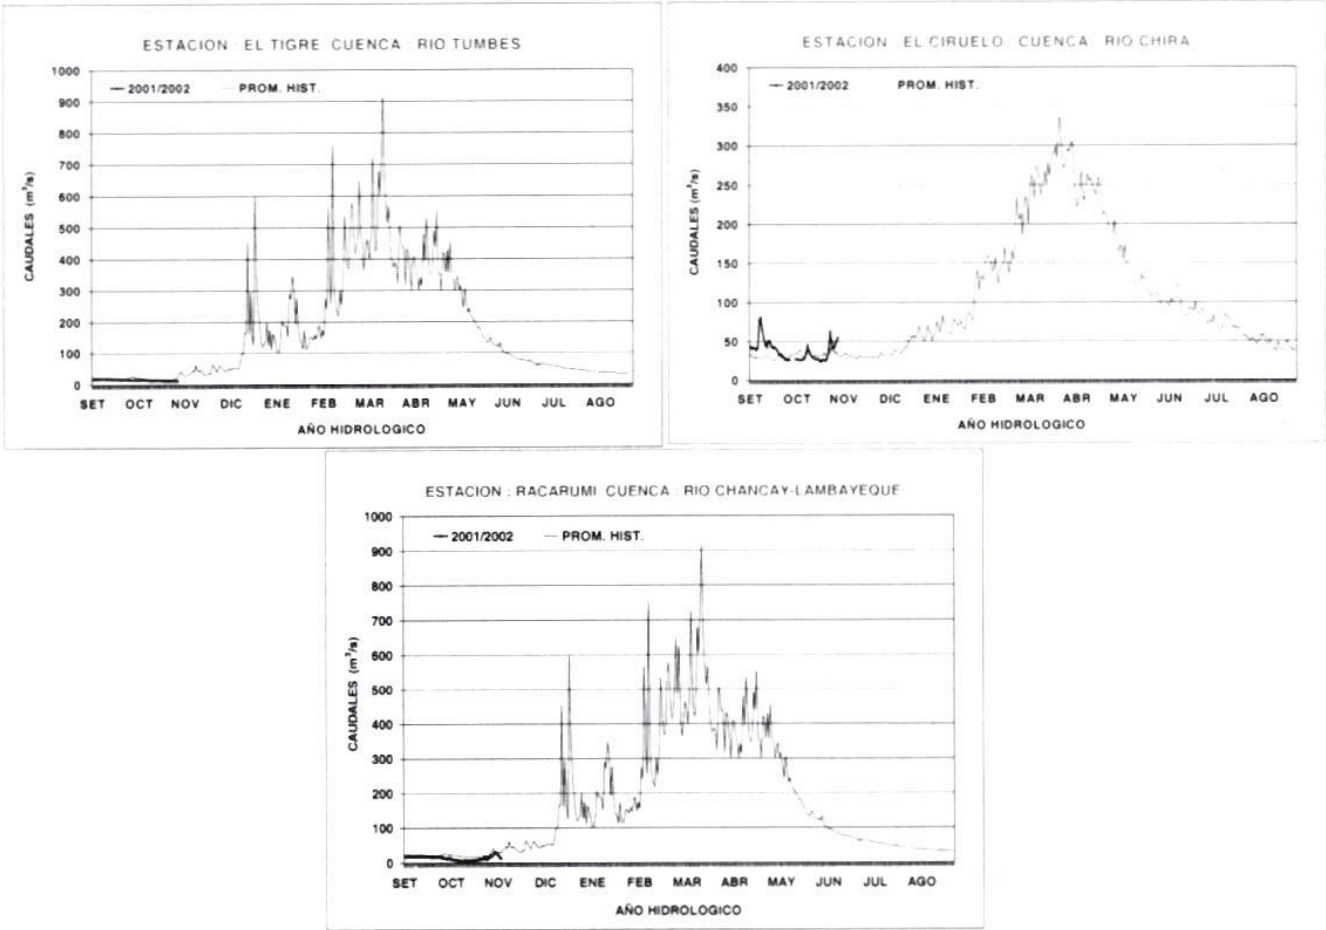 ESTACION : EL TIGRE CUENCA : RIO TUMBES
2001/2002 PROM. HIST.
CAUDALES (m³/s)
1000
900
800
700
600
500
400
300
200
100
0
SET OCT NOV DIC ENE FEB MAR ABR MAY JUN JUL AGO
AÑO HIDROLOGICO
ESTACION EL CIRUELO CUENCA RIO CHIRA
2001/2002 PROM. HIST.
CAUDALES (m³/s)
400
350
300
250
200
150
100
50
0
SET OCT NOV DIC ENE FEB MAR ABR MAY JUN JUL AGO
AÑO HIDROLOGICO
ESTACION : RACARUMI CUENCA : RIO CHANCAY-LAMBAYEQUE
2001/2002 PROM. HIST.
CAUDALES (m³/s)
1000
900
800
700
600
500
400
300
200
100
0
SET OCT NOV DIC ENE FEB MAR ABR MAY JUN JUL AGO
AÑO HIDROLOGICO